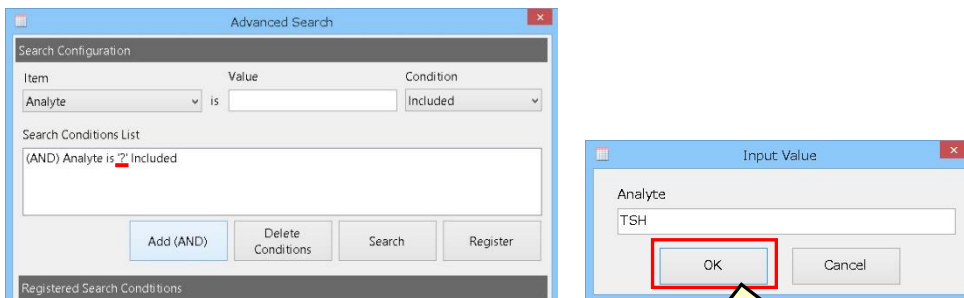 Advanced Search
Search Configuration
Item Value Condition
Analyte is Included
Search Conditions List
(AND) Analyte is '?' Included
Add (AND) Delete Conditions Search Register
Registered Search Condtitions
Input Value
Analyte
TSH
OK Cancel